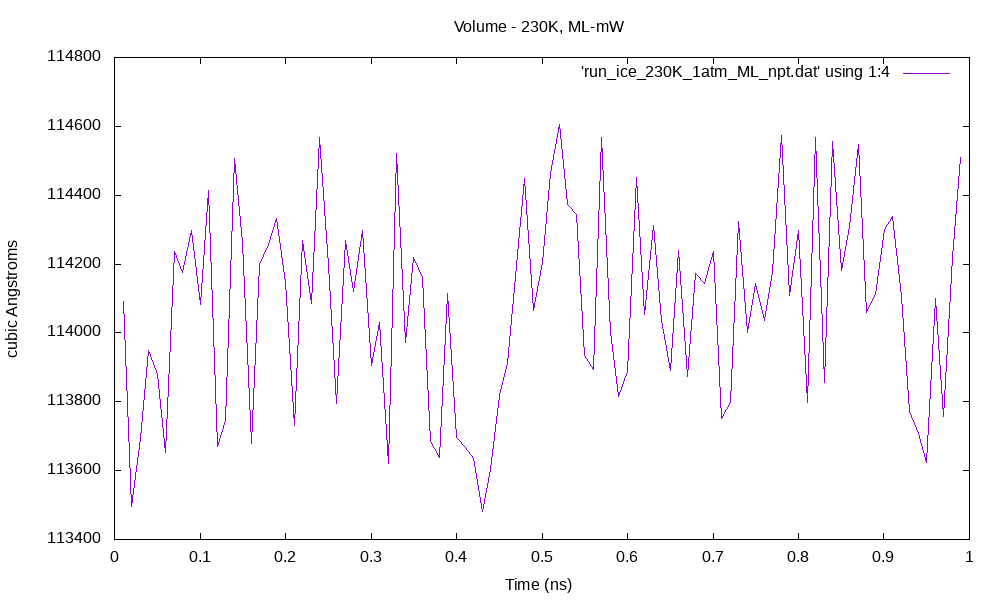 Volume - 230K, ML-mW
'run_ice_230K_1atm_ML_npt.dat' using 1:4
114800
114600
114400
114200
114000
113800
113600
113400
cubic Angstroms
0 0.1 0.2 0.3 0.4 0.5 0.6 0.7 0.8 0.9 1
Time (ns)